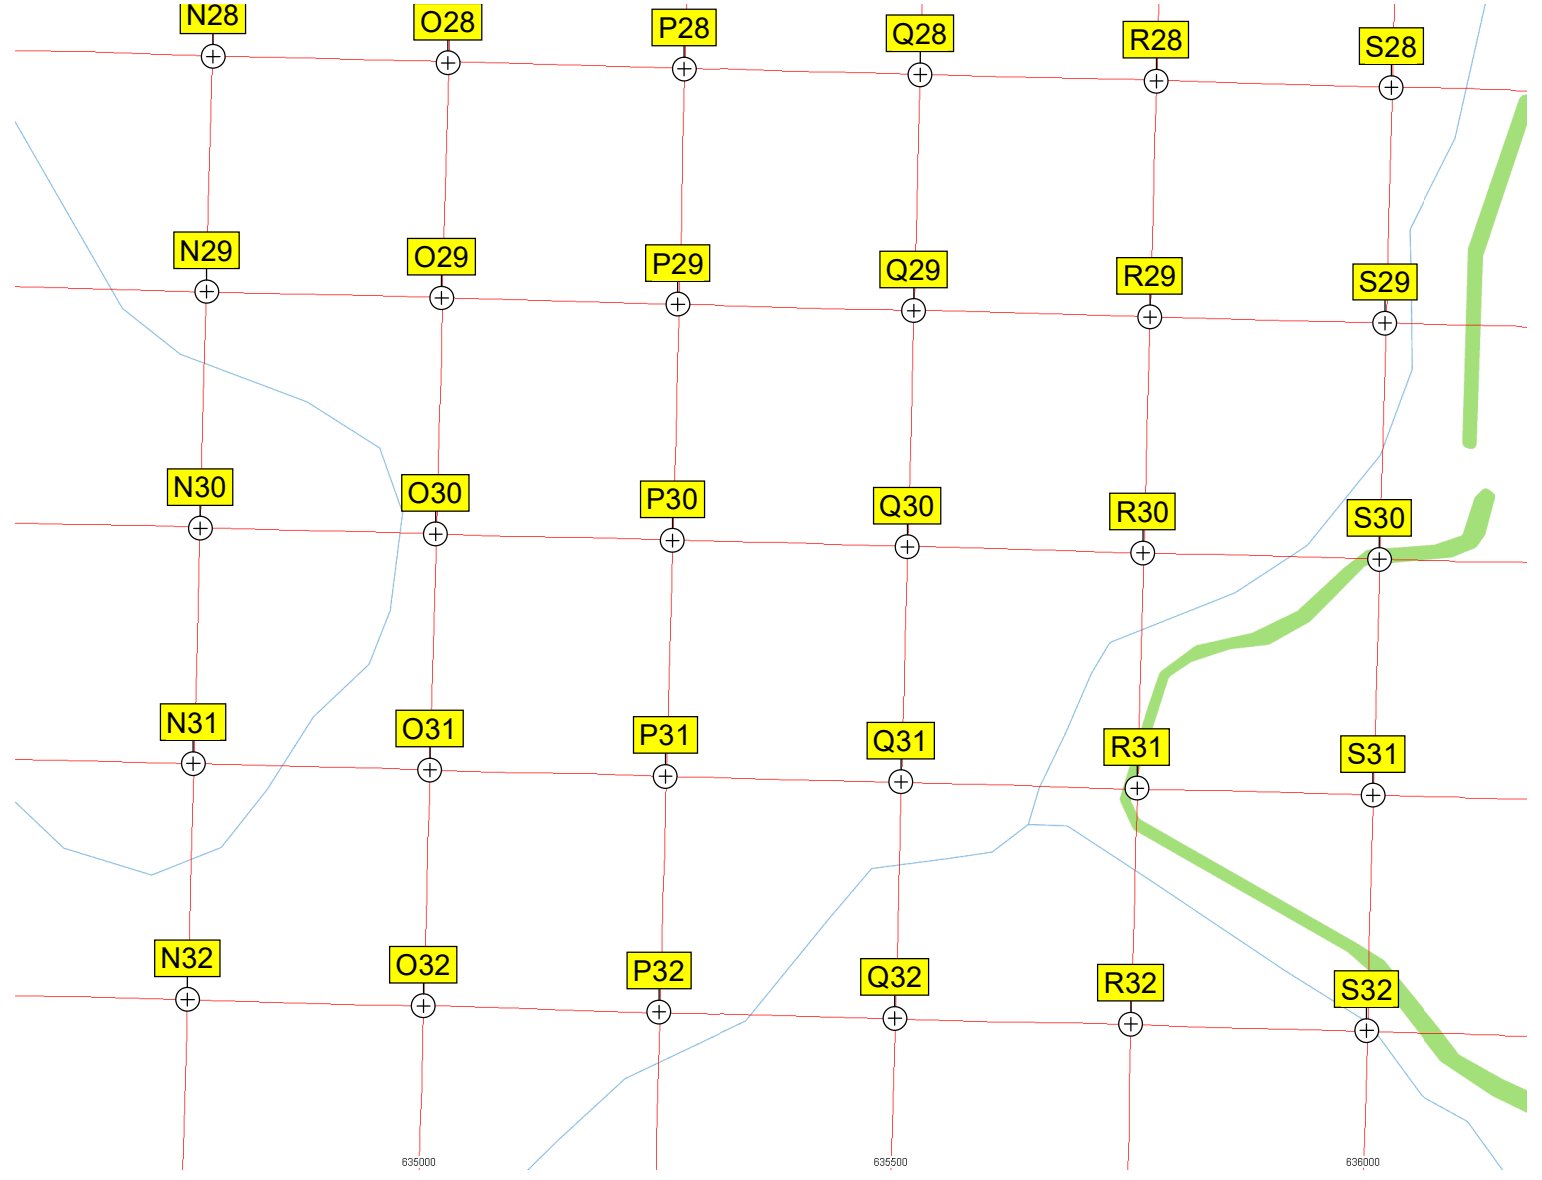 N28 O28 P28 Q28 R28 S28
N29 O29 P29 Q29 R29 S29
N30 O30 P30 Q30 R30 S30
N31 O31 P31 Q31 R31 S31
N32 O32 P32 Q32 R32 S32
635000 635500 636000